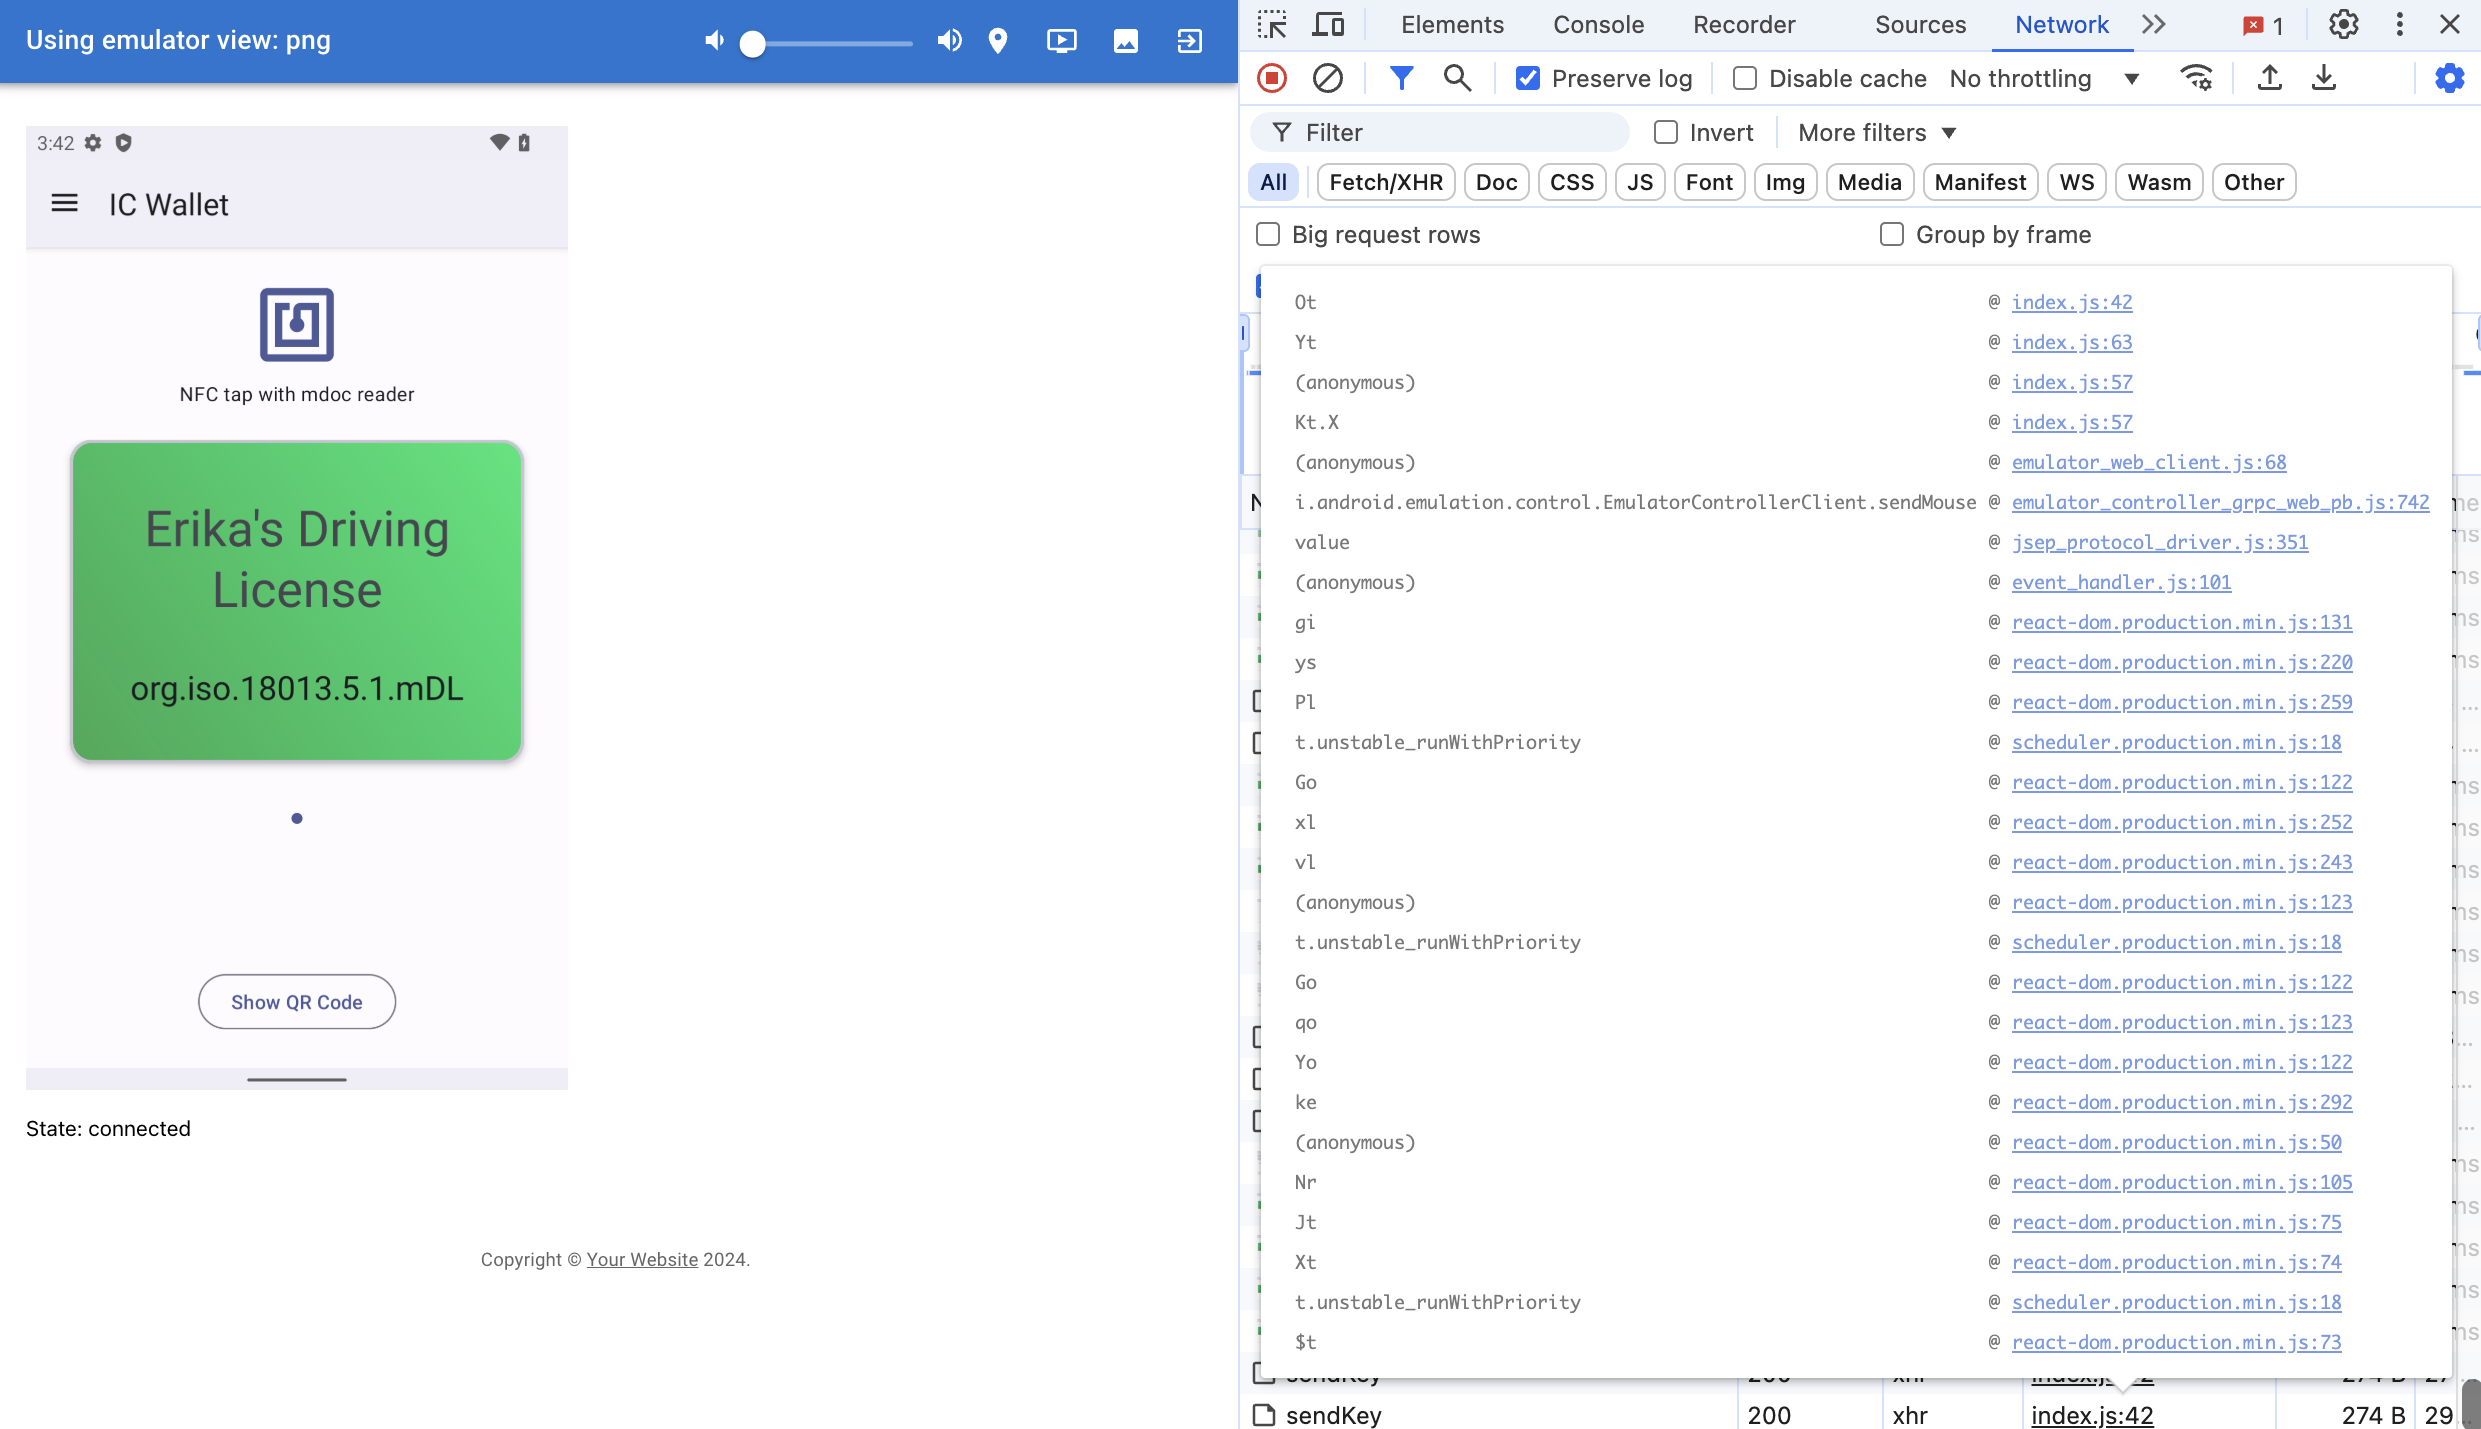 Using emulator view: png
3:42
IC Wallet
NFC tap with mdoc reader
Erika's Driving
License
org.iso.18013.5.1.mDL
Show QR Code
State: connected
Copyright © Your Website 2024.
Elements Console Recorder Sources Network 1
Preserve log Disable cache No throttling
Filter Invert More filters
All Fetch/XHR Doc CSS JS Font Img Media Manifest WS Wasm Other
Big request rows Group by frame
Ot @ index.js:42
Yt @ index.js:63
(anonymous) @ index.js:57
Kt.X @ index.js:57
(anonymous) @ emulator_web_client.js:68
i.android.emulation.control.EmulatorControllerClient.sendMouse @ emulator_controller_grpc_web_pb.js:742
value @ jsep_protocol_driver.js:351
(anonymous) @ event_handler.js:101
gi @ react-dom.production.min.js:131
ys @ react-dom.production.min.js:220
Pl @ react-dom.production.min.js:259
t.unstable_runWithPriority @ scheduler.production.min.js:18
Go @ react-dom.production.min.js:122
xl @ react-dom.production.min.js:252
vl @ react-dom.production.min.js:243
(anonymous) @ react-dom.production.min.js:123
t.unstable_runWithPriority @ scheduler.production.min.js:18
Go @ react-dom.production.min.js:122
qo @ react-dom.production.min.js:123
Yo @ react-dom.production.min.js:122
ke @ react-dom.production.min.js:292
(anonymous) @ react-dom.production.min.js:50
Nr @ react-dom.production.min.js:105
Jt @ react-dom.production.min.js:75
Xt @ react-dom.production.min.js:74
t.unstable_runWithPriority @ scheduler.production.min.js:18
$t @ react-dom.production.min.js:73
sendKey 200 xhr index.js:42 274 B 29...